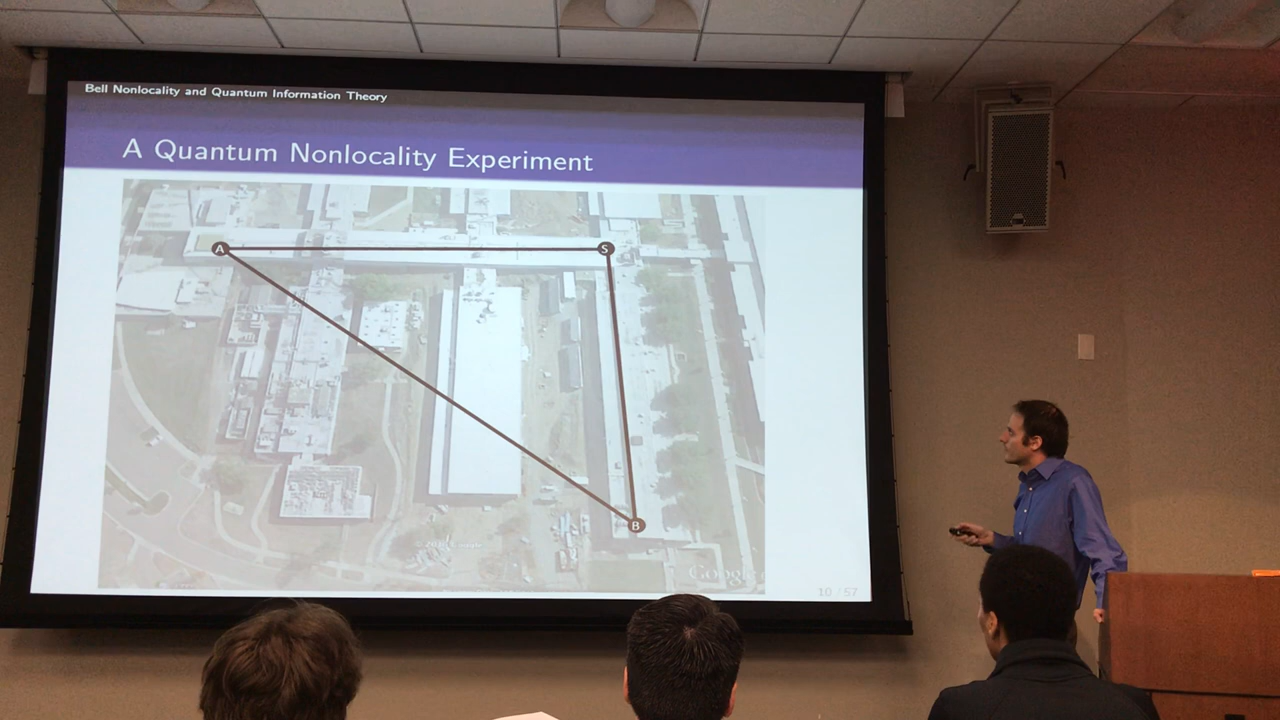 Bell Nonlocality and Quantum Information Theory
A Quantum Nonlocality Experiment
A
S
B
Google
10 / 57